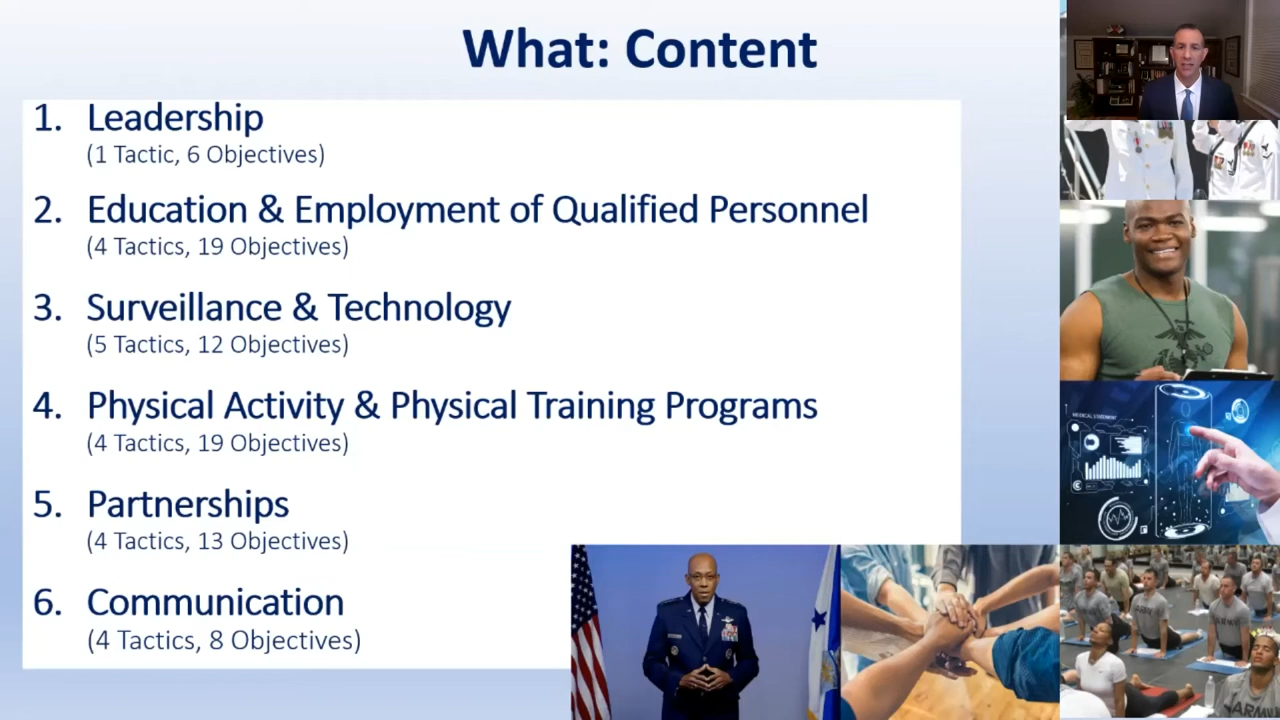 What: Content
1. Leadership
(1 Tactic, 6 Objectives)
2. Education & Employment of Qualified Personnel
(4 Tactics, 19 Objectives)
3. Surveillance & Technology
(5 Tactics, 12 Objectives)
4. Physical Activity & Physical Training Programs
(4 Tactics, 19 Objectives)
5. Partnerships
(4 Tactics, 13 Objectives)
6. Communication
(4 Tactics, 8 Objectives)
ARMY
ARMY